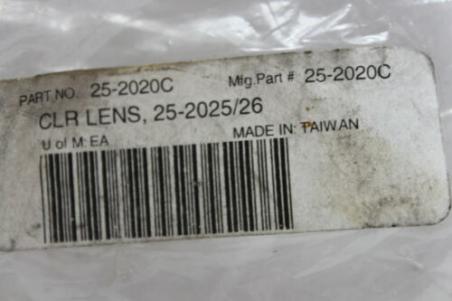 PART NO. 25-2020C Mfg.Part # 25-2020C
CLR LENS, 25-2025/26
U of M: EA MADE IN: TAIWAN